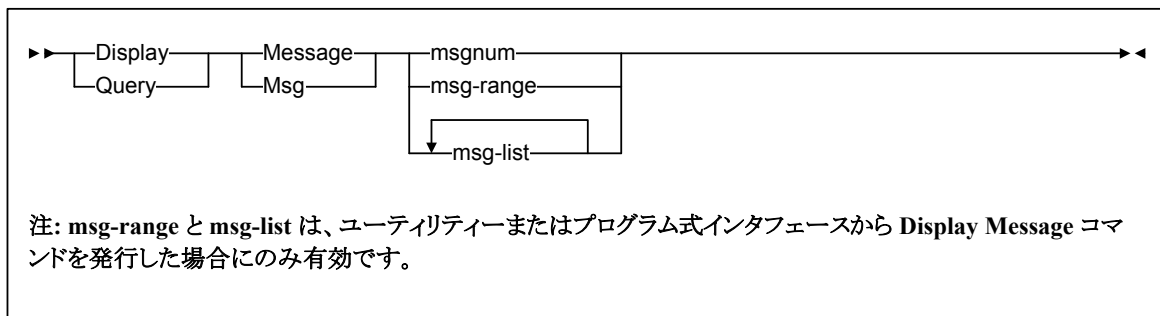 Display Message msgnum
Query Msg msg-range
msg-list
注: msg-range と msg-list は、ユーティリティーまたはプログラム式インタフェースから Display Message コマ
ンドを発行した場合にのみ有効です。